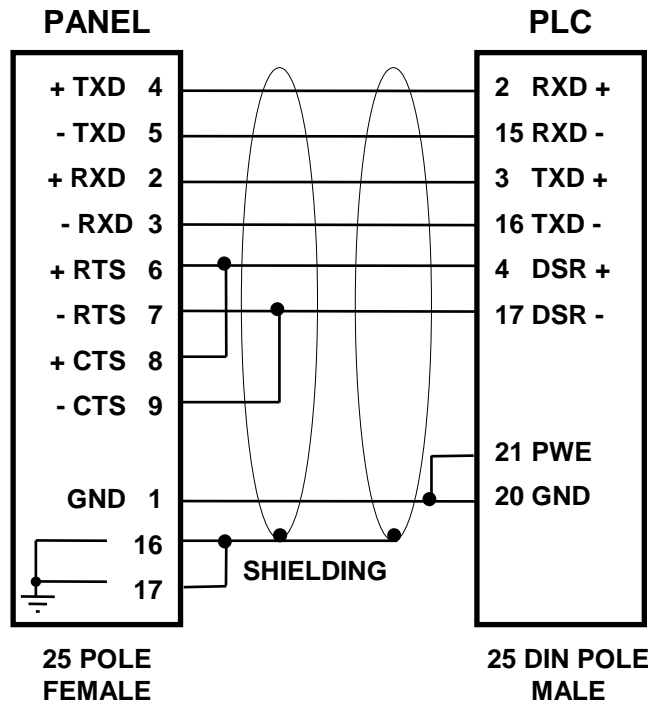 PANEL
PLC
+ TXD 4
2 RXD +
- TXD 5
15 RXD -
+ RXD 2
3 TXD +
- RXD 3
16 TXD -
+ RTS 6
4 DSR +
- RTS 7
17 DSR -
+ CTS 8
- CTS 9
21 PWE
GND 1
20 GND
16
SHIELDING
17
25 POLE
FEMALE
25 DIN POLE
MALE